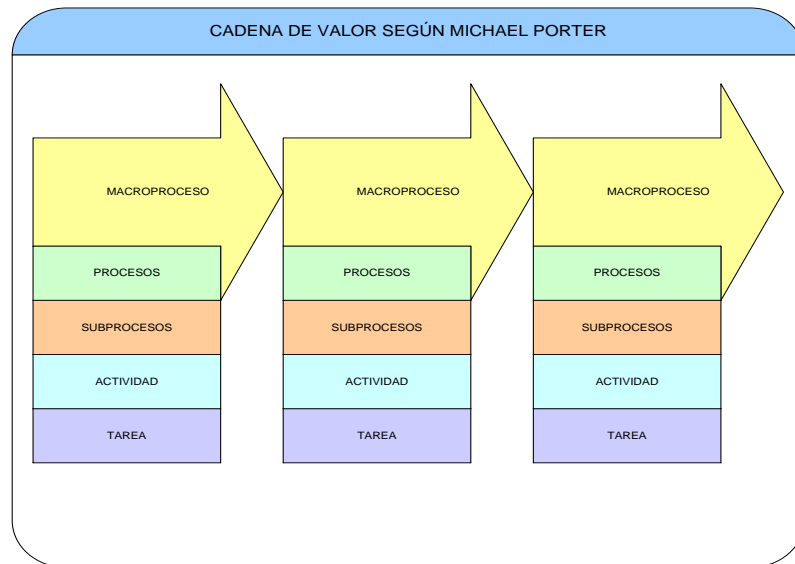 CADENA DE VALOR SEGÚN MICHAEL PORTER
MACROPROCESO
PROCESOS
SUBPROCESOS
ACTIVIDAD
TAREA
MACROPROCESO
PROCESOS
SUBPROCESOS
ACTIVIDAD
TAREA
MACROPROCESO
PROCESOS
SUBPROCESOS
ACTIVIDAD
TAREA